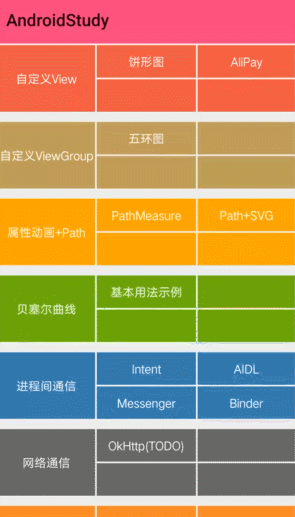 AndroidStudy
自定义View
饼形图
AliPay
自定义ViewGroup
五环图
属性动画+Path
PathMeasure
Path+SVG
贝塞尔曲线
基本用法示例
进程间通信
Intent
AIDL
Messenger
Binder
网络通信
OkHttp(TODO)